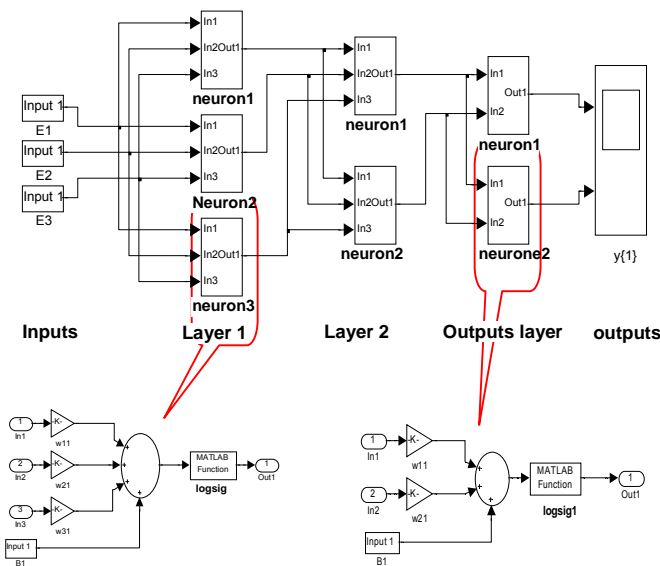 In1
In2Out1
In3
neuron1
In1
In2Out1
In3
neuron1
In1
Out1
In2
neuron1
Input 1
E1
Input 1
E2
Input 1
E3
In1
In2Out1
In3
Neuron2
In1
In2Out1
In3
neuron2
In1
Out1
In2
neurone2
y{1}
In1
In2Out1
In3
neuron3
Inputs
Layer 1
Layer 2
Outputs layer
outputs
1
In1
-K-
w11
2
In2
-K-
w21
3
In3
-K-
w31
Input 1
B1
+
+
+
+
MATLAB
Function
logsig
1
Out1
1
In1
-K-
w11
2
In2
-K-
w21
Input 1
B1
+
+
+
MATLAB
Function
logsig1
1
Out1